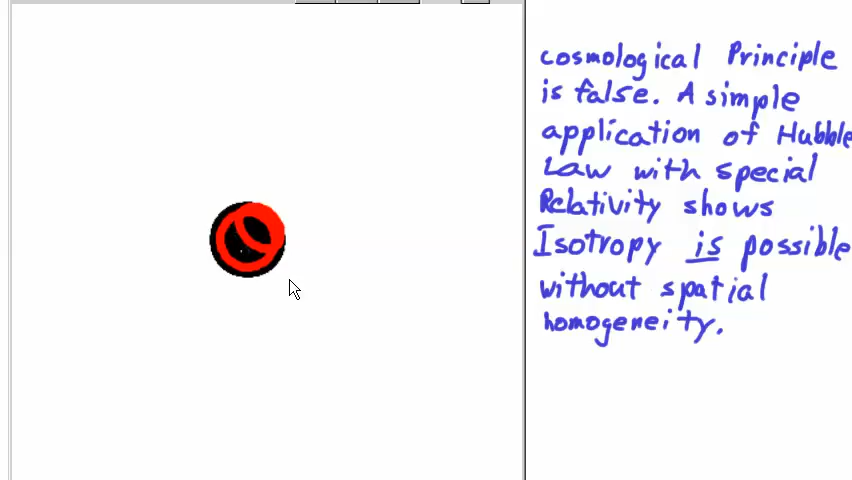 cosmological Principle
is false. A simple
application of Hubble
Law with special
Relativity shows
Isotropy is possible
without spatial
homogeneity.